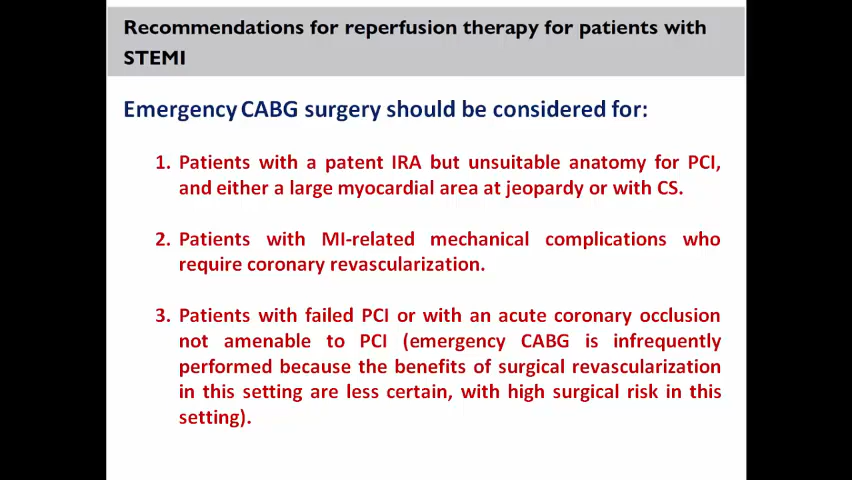 Recommendations for reperfusion therapy for patients with
STEMI
Emergency CABG surgery should be considered for:
1. Patients with a patent IRA but unsuitable anatomy for PCI,
and either a large myocardial area at jeopardy or with CS.
2. Patients with MI-related mechanical complications who
require coronary revascularization.
3. Patients with failed PCI or with an acute coronary occlusion
not amenable to PCI (emergency CABG is infrequently
performed because the benefits of surgical revascularization
in this setting are less certain, with high surgical risk in this
setting).